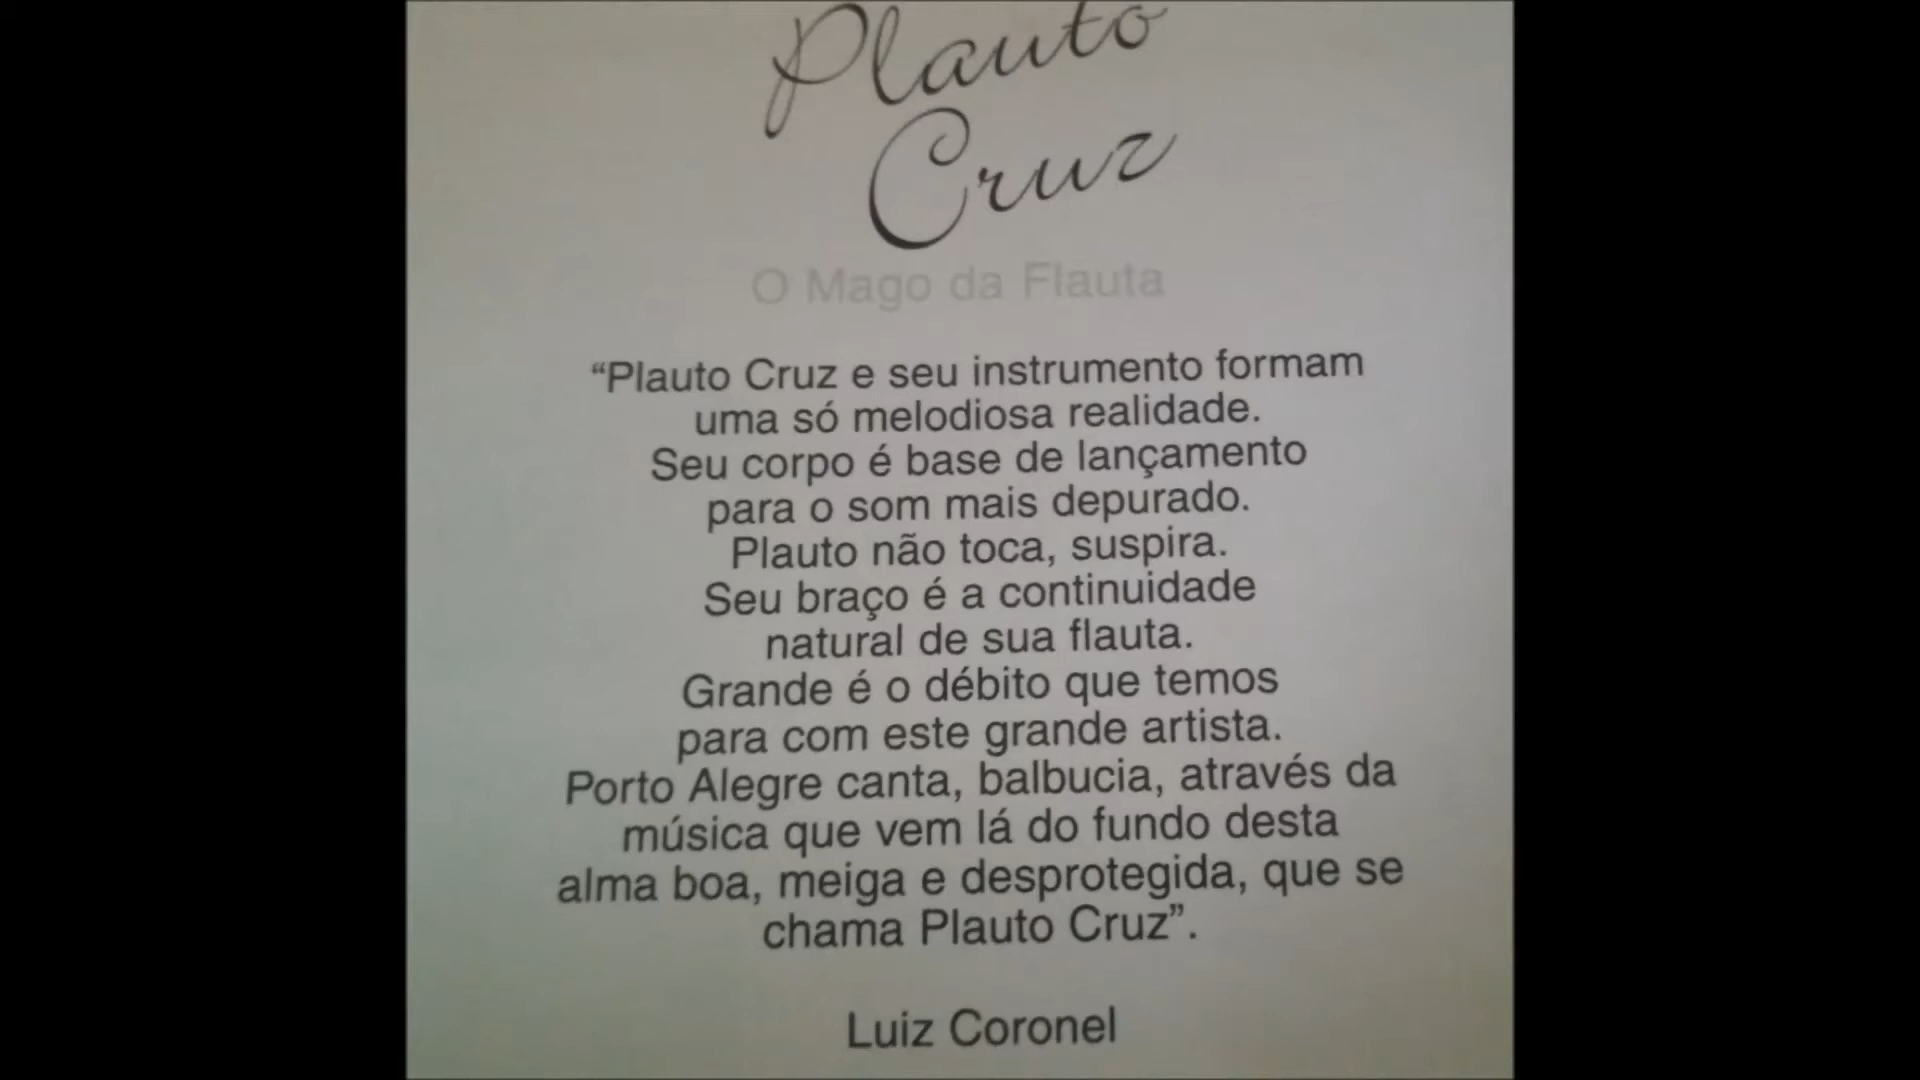 Plauto
Cruz
O Mago da Flauta
“Plauto Cruz e seu instrumento formam
uma só melodiosa realidade.
Seu corpo é base de lançamento
para o som mais depurado.
Plauto não toca, suspira.
Seu braço é a continuidade
natural de sua flauta.
Grande é o débito que temos
para com este grande artista.
Porto Alegre canta, balbucia, através da
música que vem lá do fundo desta
alma boa, meiga e desprotegida, que se
chama Plauto Cruz”.
Luiz Coronel